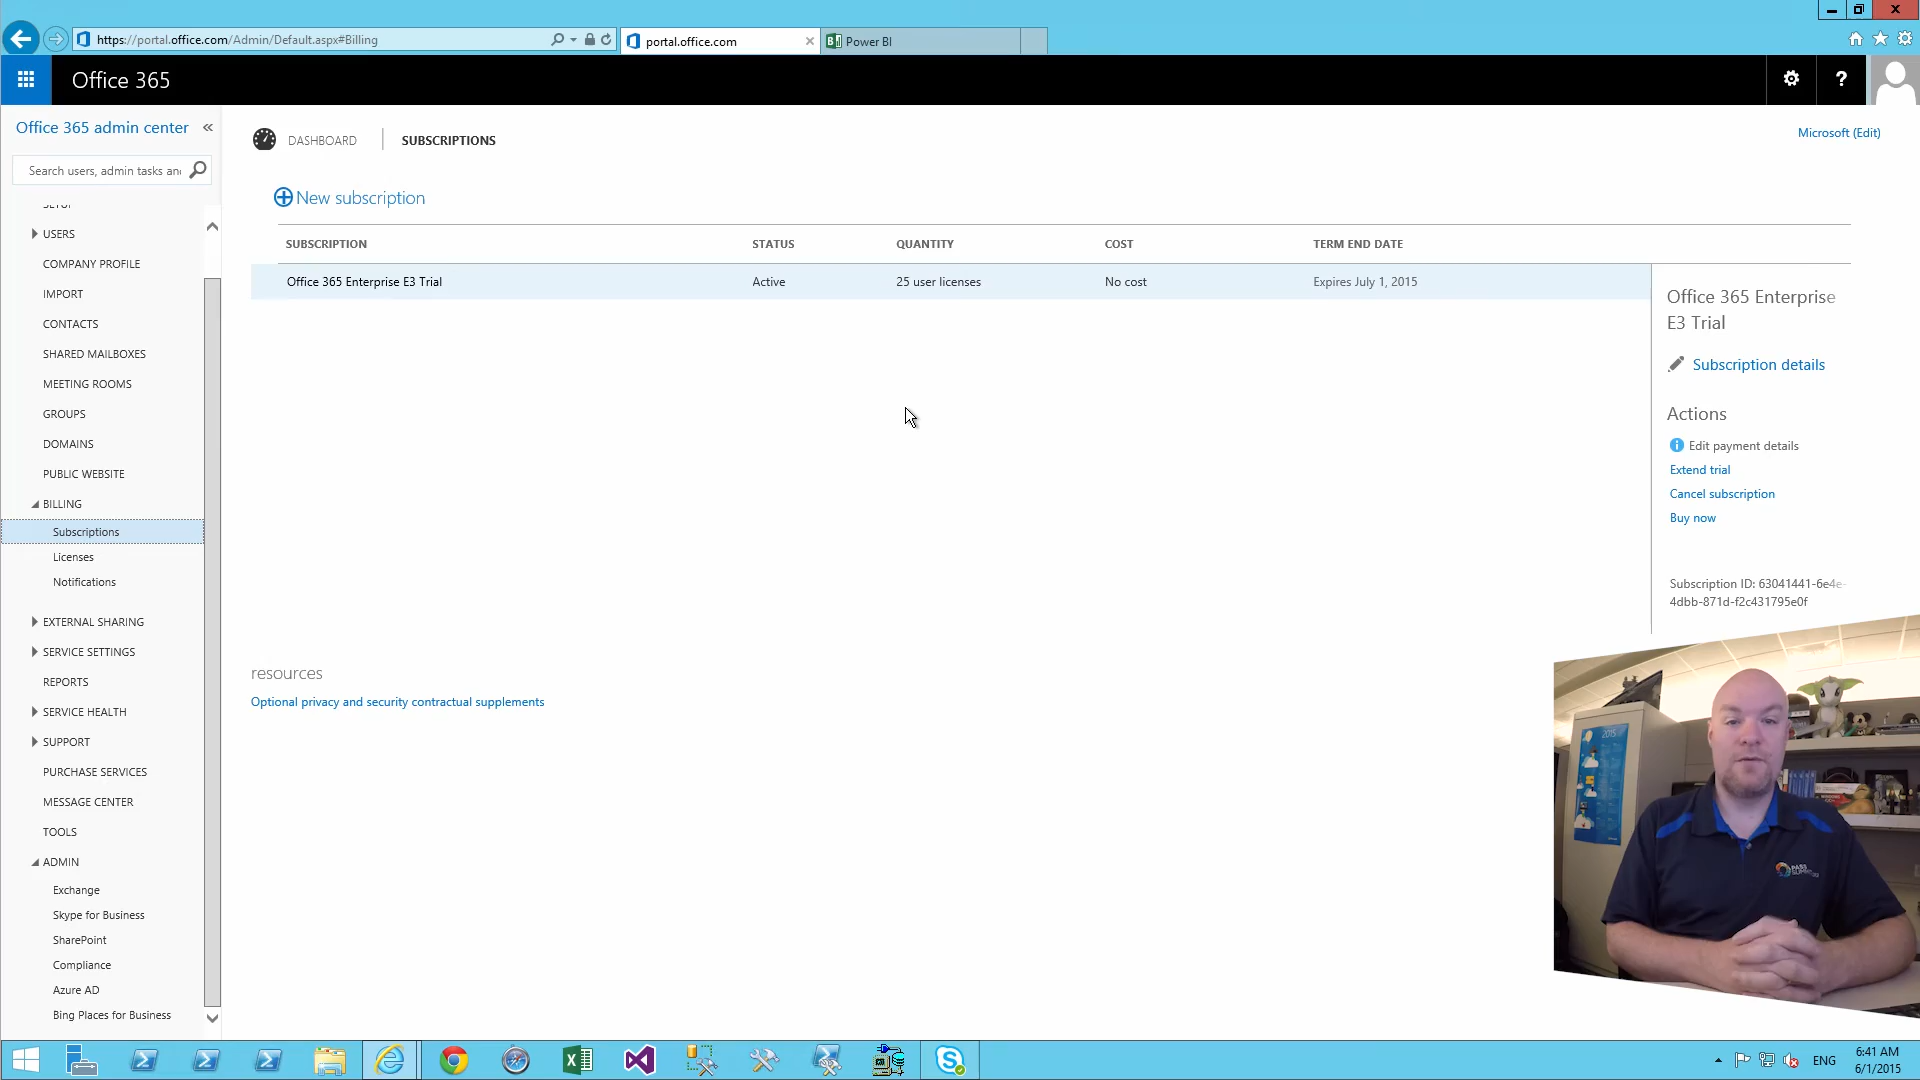 https://portal.office.com/Admin/Default.aspx#Billing
portal.office.com
Power BI
Office 365
?
Office 365 admin center «
DASHBOARD
SUBSCRIPTIONS
Microsoft (Edit)
Search users, admin tasks an
New subscription
SETUP
USERS
COMPANY PROFILE
IMPORT
CONTACTS
SHARED MAILBOXES
MEETING ROOMS
GROUPS
DOMAINS
PUBLIC WEBSITE
BILLING
Subscriptions
Licenses
Notifications
EXTERNAL SHARING
SERVICE SETTINGS
REPORTS
SERVICE HEALTH
SUPPORT
PURCHASE SERVICES
MESSAGE CENTER
TOOLS
ADMIN
Exchange
Skype for Business
SharePoint
Compliance
Azure AD
Bing Places for Business
SUBSCRIPTION STATUS QUANTITY COST TERM END DATE
Office 365 Enterprise E3 Trial Active 25 user licenses No cost Expires July 1, 2015
Office 365 Enterprise
E3 Trial
Subscription details
Actions
Edit payment details
Extend trial
Cancel subscription
Buy now
Subscription ID: 63041441-6e4e-
4dbb-871d-f2c431795e0f
resources
Optional privacy and security contractual supplements
2015
PASS
ENG
6:41 AM
6/1/2015